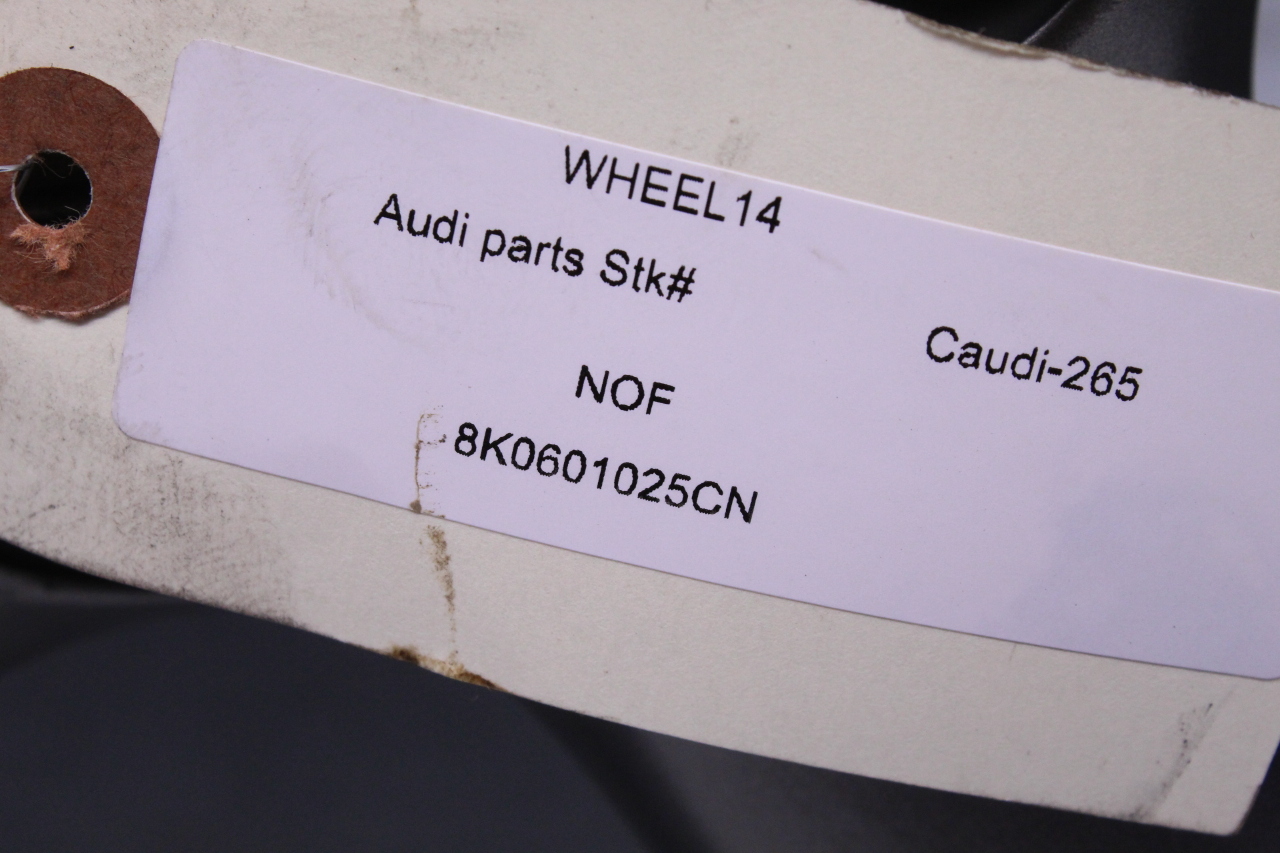 WHEEL14
Audi parts Stk#
Caudi-265
NOF
8K0601025CN